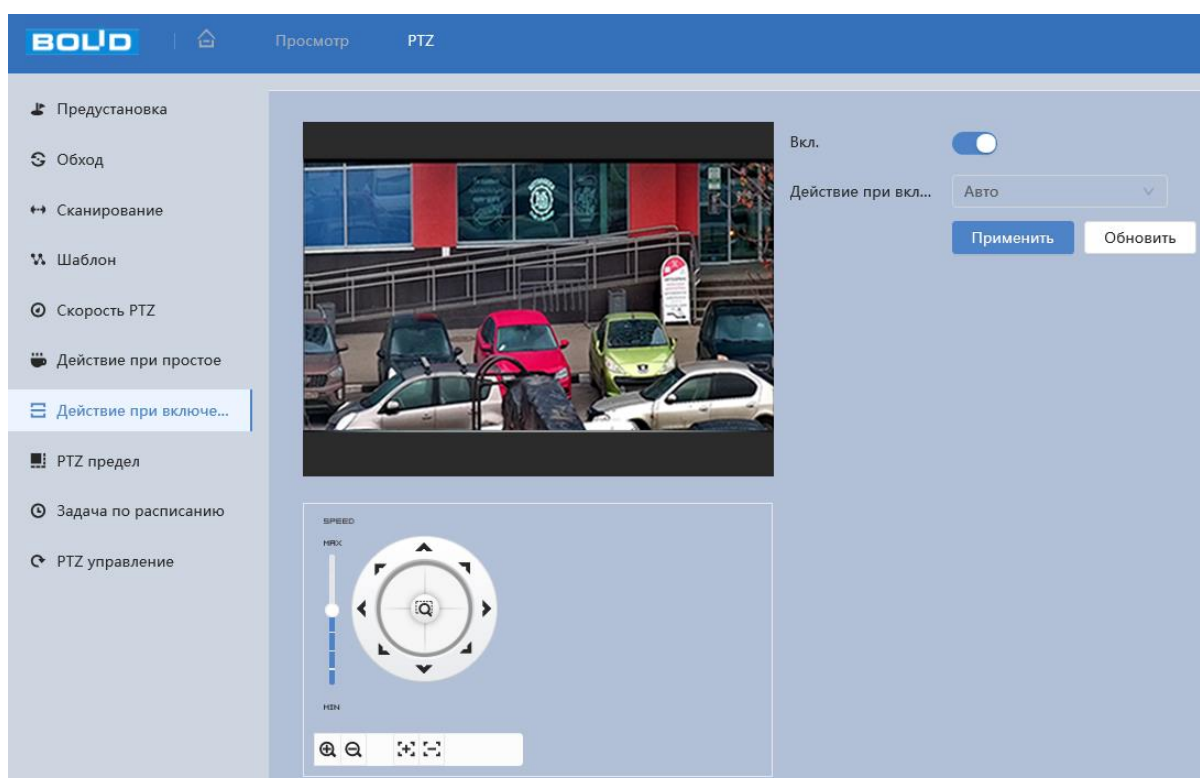 BOLID
Просмотр
PTZ
Предустановка
Обход
Сканирование
Шаблон
Скорость PTZ
Действие при простое
Действие при включе...
PTZ предел
Задача по расписанию
PTZ управление
Вкл.
Действие при вкл...
Авто
Применить
Обновить
SPEED
MAX
MIN